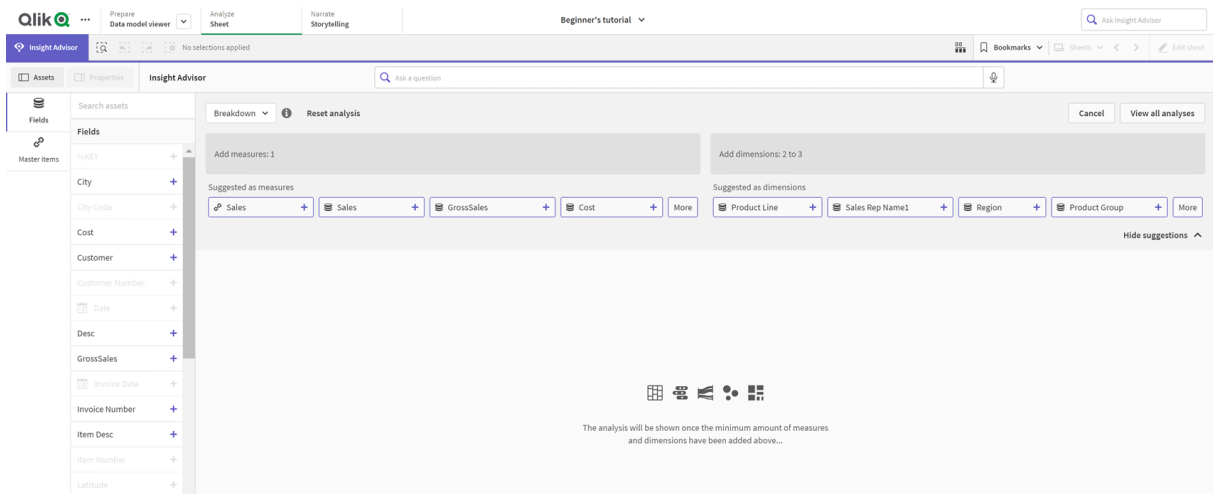 Qlik
Prepare
Data model viewer
Analyze
Sheet
Narrate
Storytelling
Beginner's tutorial
Ask Insight Advisor
Insight Advisor
No selections applied
Bookmarks
Sheets
Edit sheet
Assets
Properties
Insight Advisor
Ask a question
Fields
Master items
Search assets
Fields
%KEY
City
City Code
Cost
Customer
Customer Number
Date
Desc
GrossSales
Invoice Date
Invoice Number
Item Desc
Item Number
Latitude
Breakdown
Reset analysis
Cancel
View all analyses
Add measures: 1
Add dimensions: 2 to 3
Suggested as measures
Sales
Sales
GrossSales
Cost
More
Suggested as dimensions
Product Line
Sales Rep Name1
Region
Product Group
More
Hide suggestions
The analysis will be shown once the minimum amount of measures
and dimensions have been added above...